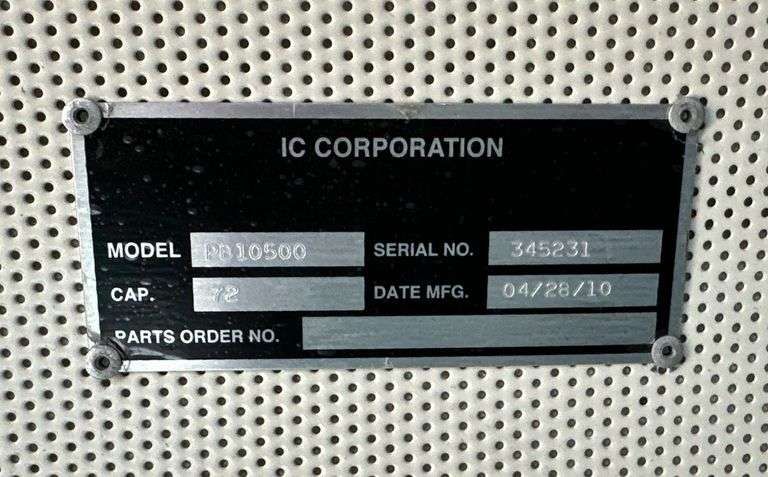 IC CORPORATION
MODEL PB10500 SERIAL NO. 345231
CAP. 72 DATE MFG. 04/28/10
PARTS ORDER NO.